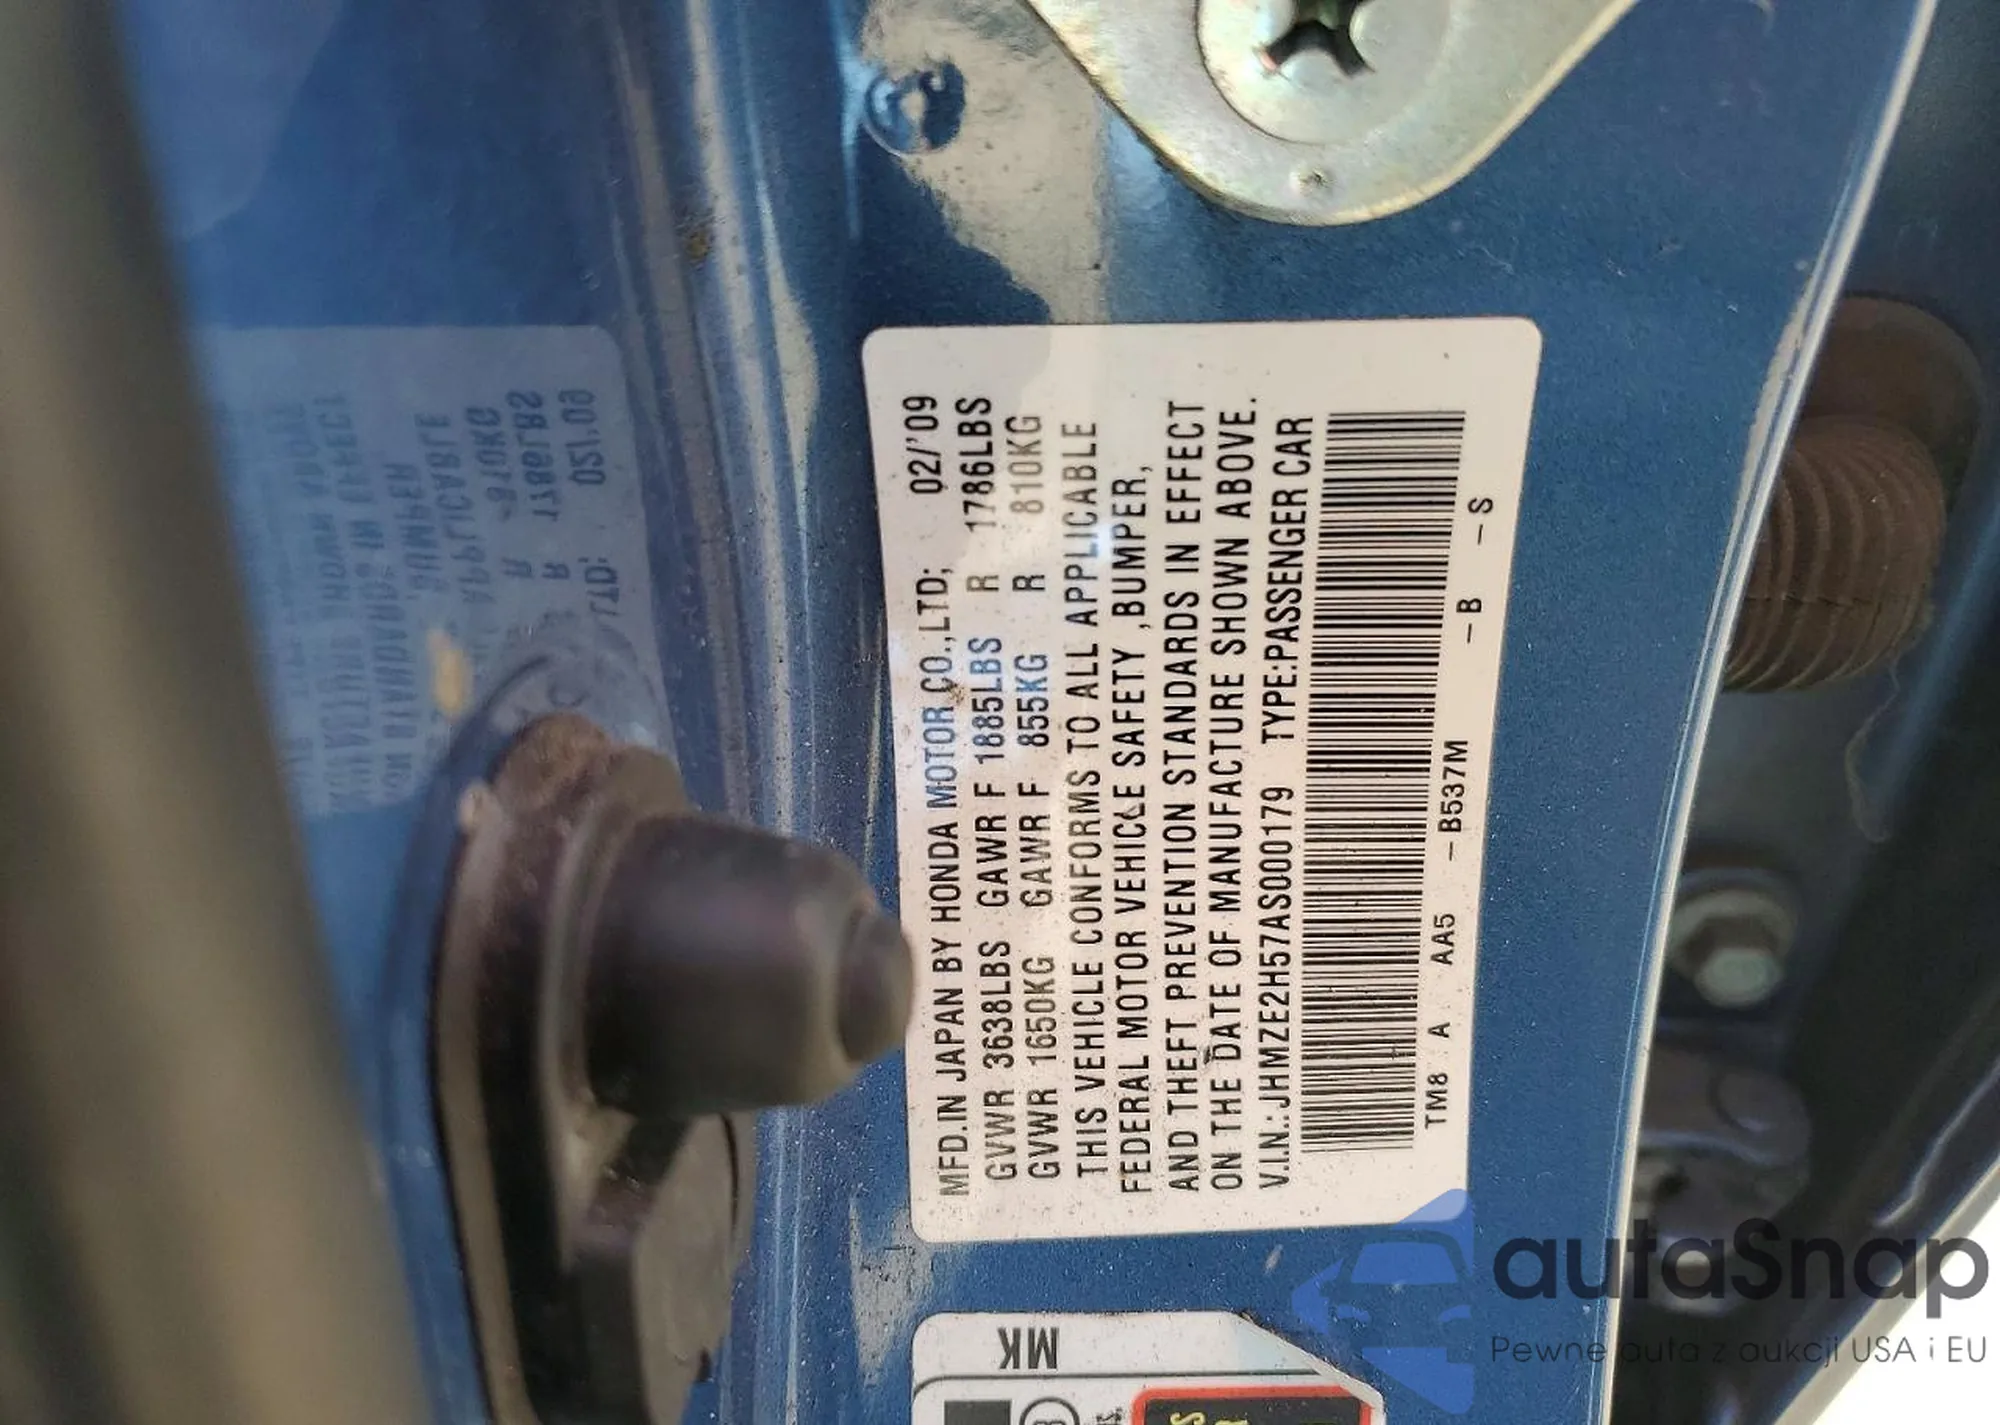 MFD.IN JAPAN BY HONDA MOTOR CO.,LTD; 02/'09
GVWR 3638LBS GAWR F 1885LBS R 1786LBS
GVWR 1650KG GAWR F 855KG R 810KG
THIS VEHICLE CONFORMS TO ALL APPLICABLE
FEDERAL MOTOR VEHICLE SAFETY ,BUMPER,
AND THEFT PREVENTION STANDARDS IN EFFECT
ON THE DATE OF MANUFACTURE SHOWN ABOVE.
V.I.N.:JHMZE2H57AS000179 TYPE:PASSENGER CAR
TM8 A AA5 -B537M -B -S
MK
autaSnap
Pewne auta z aukcji USA i EU